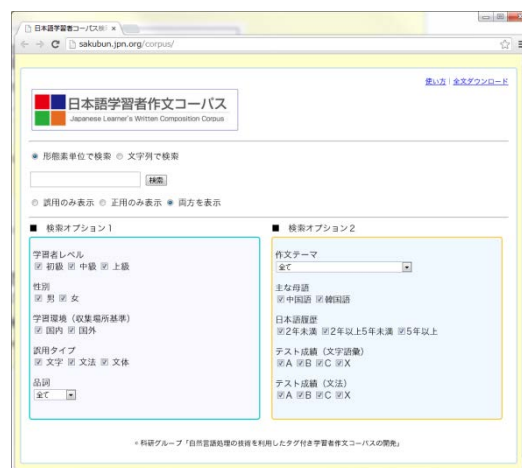 日本語学習者コーパス検
sakubun.jpn.org/corpus/
使い方 | 全文ダウンロード
日本語学習者作文コーパス
Japanese Learner's Written Composition Corpus
形態素単位で検索 文字列で検索
検索
誤用のみ表示 正用のみ表示 両方を表示
■ 検索オプション1
学習者レベル
初級 中級 上級
性別
男 女
学習環境（収集場所基準）
国内 国外
誤用タイプ
文字 文法 文体
品詞
全て
■ 検索オプション2
作文テーマ
全て
主な母語
中国語 韓国語
日本語履歴
2年未満 2年以上5年未満 5年以上
テスト成績（文字語彙）
A B C X
テスト成績（文法）
A B C X
科研グループ「自然言語処理の技術を利用したタグ付き学習者作文コーパスの開発」